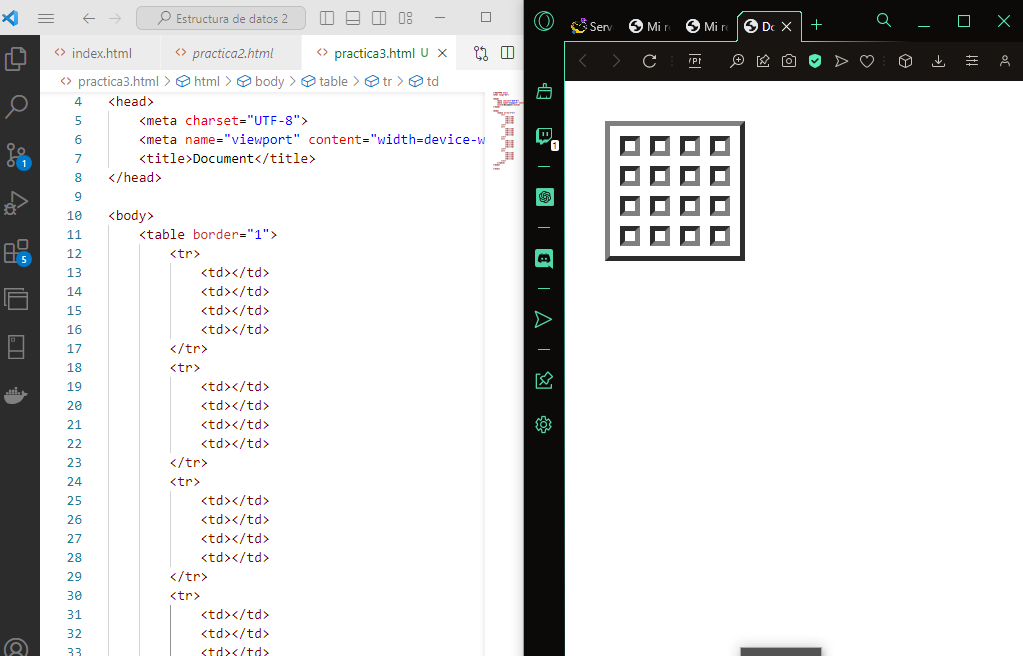 Estructura de datos 2
index.html
practica2.html
practica3.html U
practica3.html > html > body > table > tr > td
4 <head>
5 <meta charset="UTF-8">
6 <meta name="viewport" content="width=device-w
7 <title>Document</title>
8 </head>
9
10 <body>
11 <table border="1">
12 <tr>
13 <td></td>
14 <td></td>
15 <td></td>
16 <td></td>
17 </tr>
18 <tr>
19 <td></td>
20 <td></td>
21 <td></td>
22 <td></td>
23 </tr>
24 <tr>
25 <td></td>
26 <td></td>
27 <td></td>
28 <td></td>
29 </tr>
30 <tr>
31 <td></td>
32 <td></td>
33 <td></td>
1
5
Serv
Mi r
Mi r
Do
1